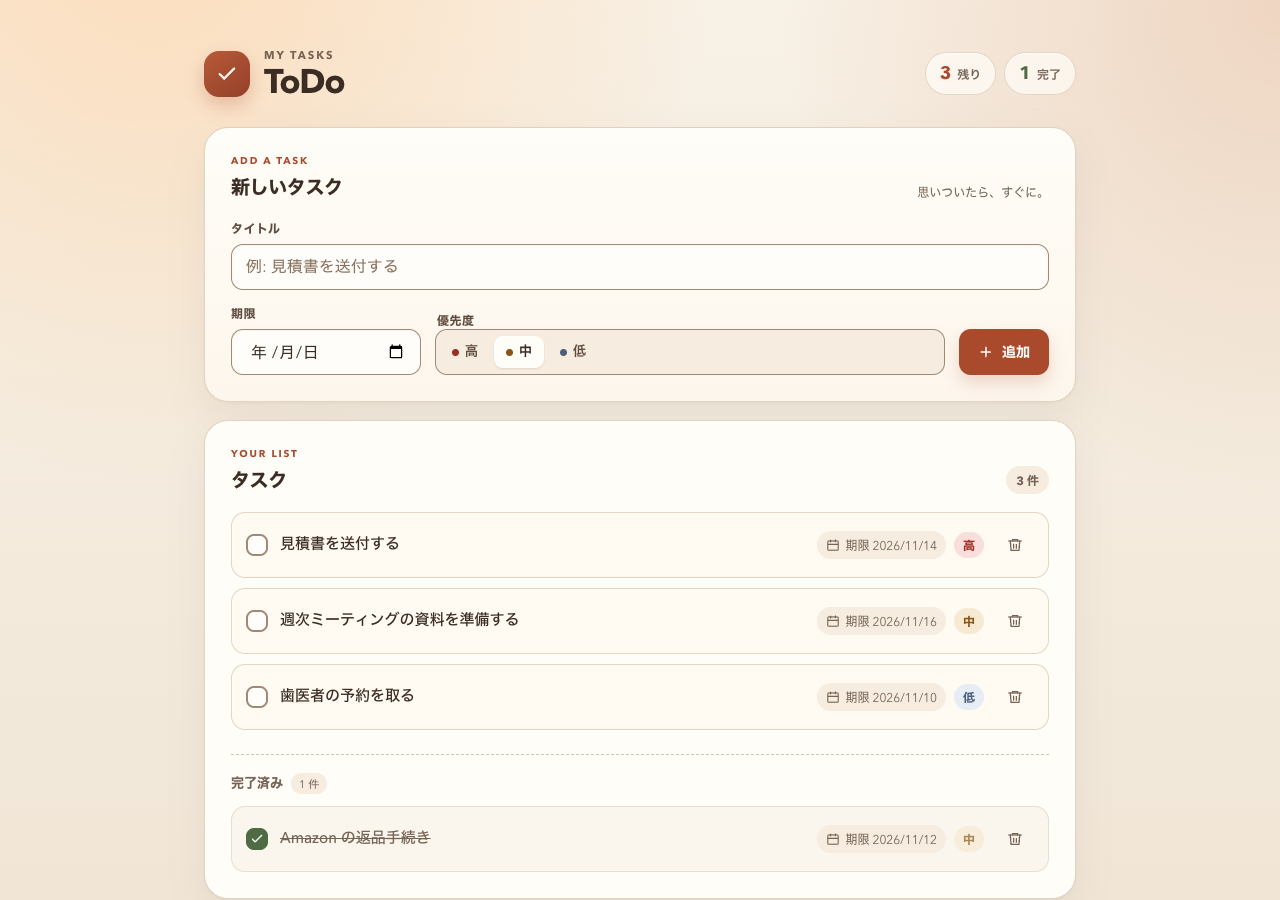 MY TASKS
ToDo
3 残り
1 完了
ADD A TASK
新しいタスク
思いついたら、すぐに。
タイトル
例: 見積書を送付する
期限
優先度
年 /月/日
高 中 低
追加
YOUR LIST
タスク
3 件
見積書を送付する
期限 2026/11/14
高
週次ミーティングの資料を準備する
期限 2026/11/16
中
歯医者の予約を取る
期限 2026/11/10
低
完了済み
1 件
Amazon の返品手続き
期限 2026/11/12
中